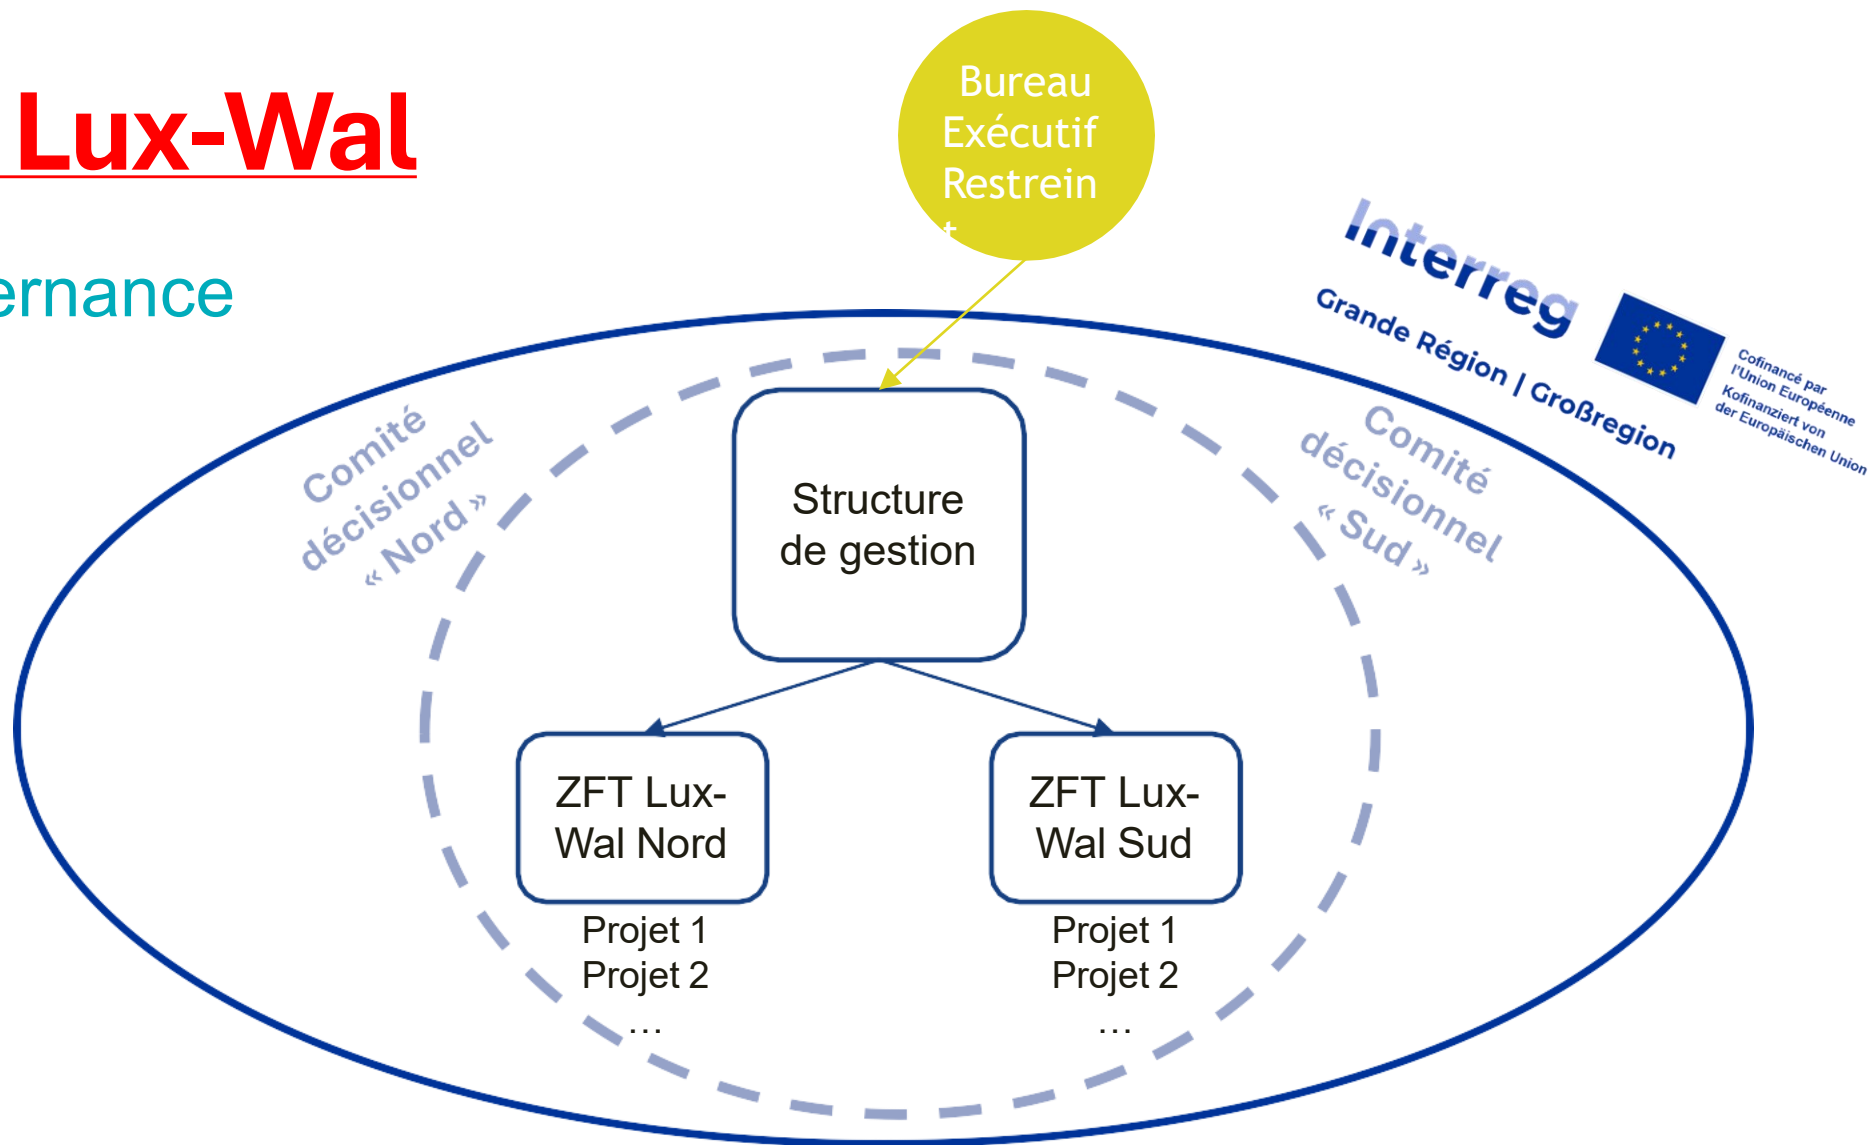 Lux-Wal
ernance
Bureau
Exécutif
Restrein
t
Interreg
Grande Région | Großregion
Cofinancé par
l'Union Européenne
Kofinanziert von
der Europäischen Union
Comité
décisionnel
« Nord »
Comité
décisionnel
« Sud »
Structure
de gestion
ZFT Lux-
Wal Nord
ZFT Lux-
Wal Sud
Projet 1
Projet 2
…
Projet 1
Projet 2
…